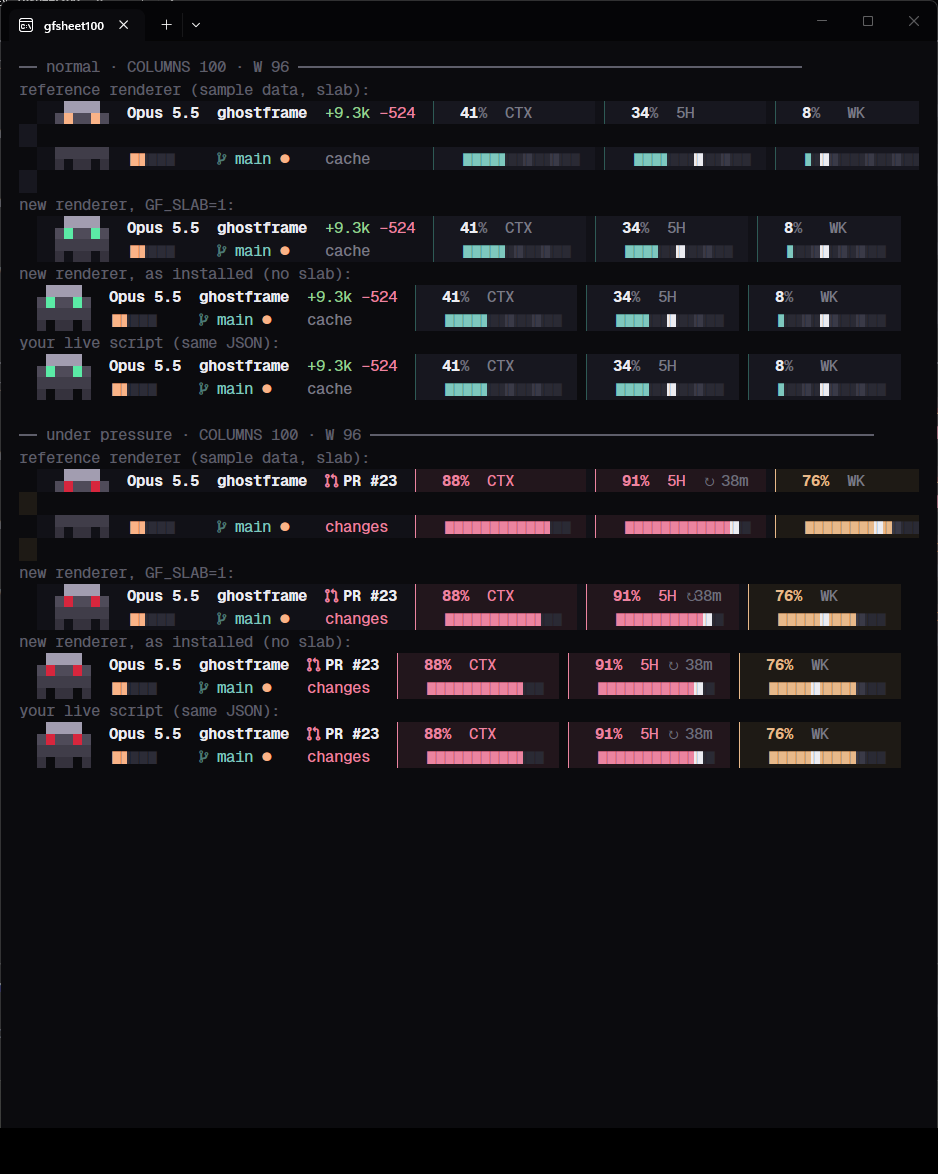 gfsheet100
── normal · COLUMNS 100 · W 96 ──
reference renderer (sample data, slab):
Opus 5.5 ghostframe +9.3k −524 41% CTX 34% 5H 8% WK
main ● cache
new renderer, GF_SLAB=1:
Opus 5.5 ghostframe +9.3k −524 41% CTX 34% 5H 8% WK
main ● cache
new renderer, as installed (no slab):
Opus 5.5 ghostframe +9.3k −524 41% CTX 34% 5H 8% WK
main ● cache
your live script (same JSON):
Opus 5.5 ghostframe +9.3k −524 41% CTX 34% 5H 8% WK
main ● cache
── under pressure · COLUMNS 100 · W 96 ──
reference renderer (sample data, slab):
Opus 5.5 ghostframe PR #23 88% CTX 91% 5H ↻ 38m 76% WK
main ● changes
new renderer, GF_SLAB=1:
Opus 5.5 ghostframe PR #23 88% CTX 91% 5H ↻38m 76% WK
main ● changes
new renderer, as installed (no slab):
Opus 5.5 ghostframe PR #23 88% CTX 91% 5H ↻ 38m 76% WK
main ● changes
your live script (same JSON):
Opus 5.5 ghostframe PR #23 88% CTX 91% 5H ↻ 38m 76% WK
main ● changes